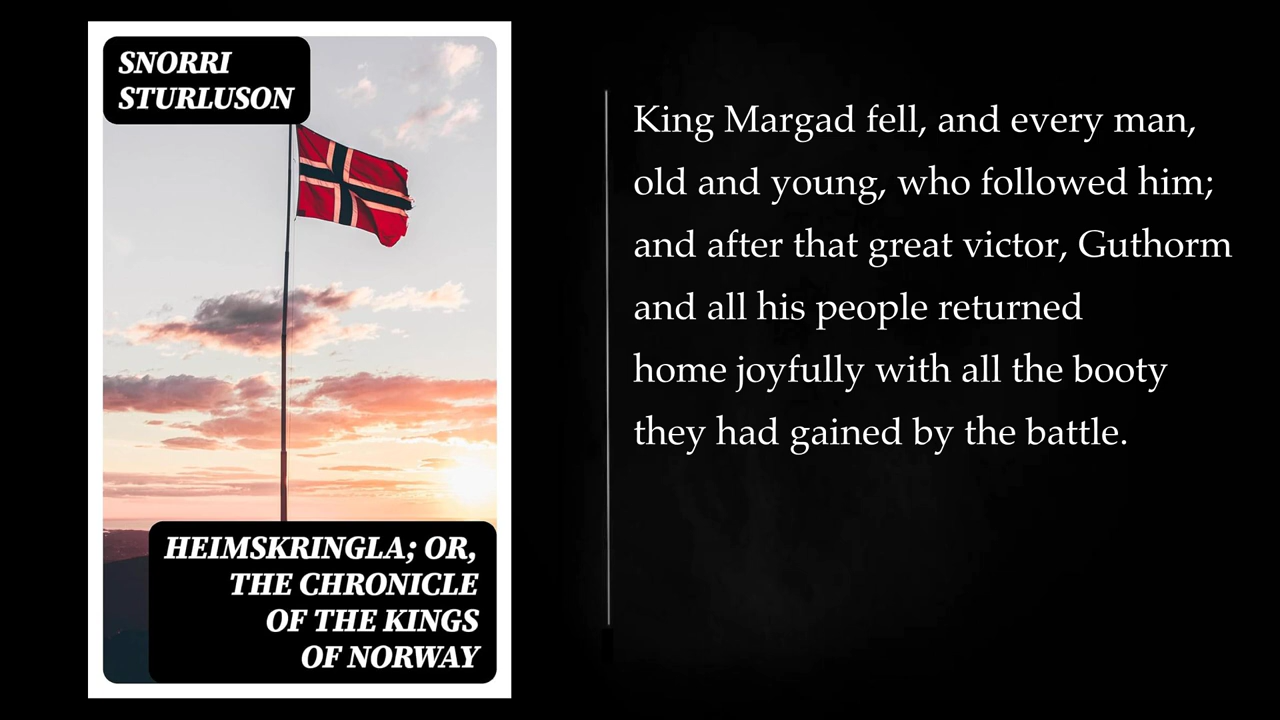 SNORRI
STURLUSON
HEIMSKRINGLA; OR,
THE CHRONICLE
OF THE KINGS
OF NORWAY
King Margad fell, and every man,
old and young, who followed him;
and after that great victor, Guthorm
and all his people returned
home joyfully with all the booty
they had gained by the battle.